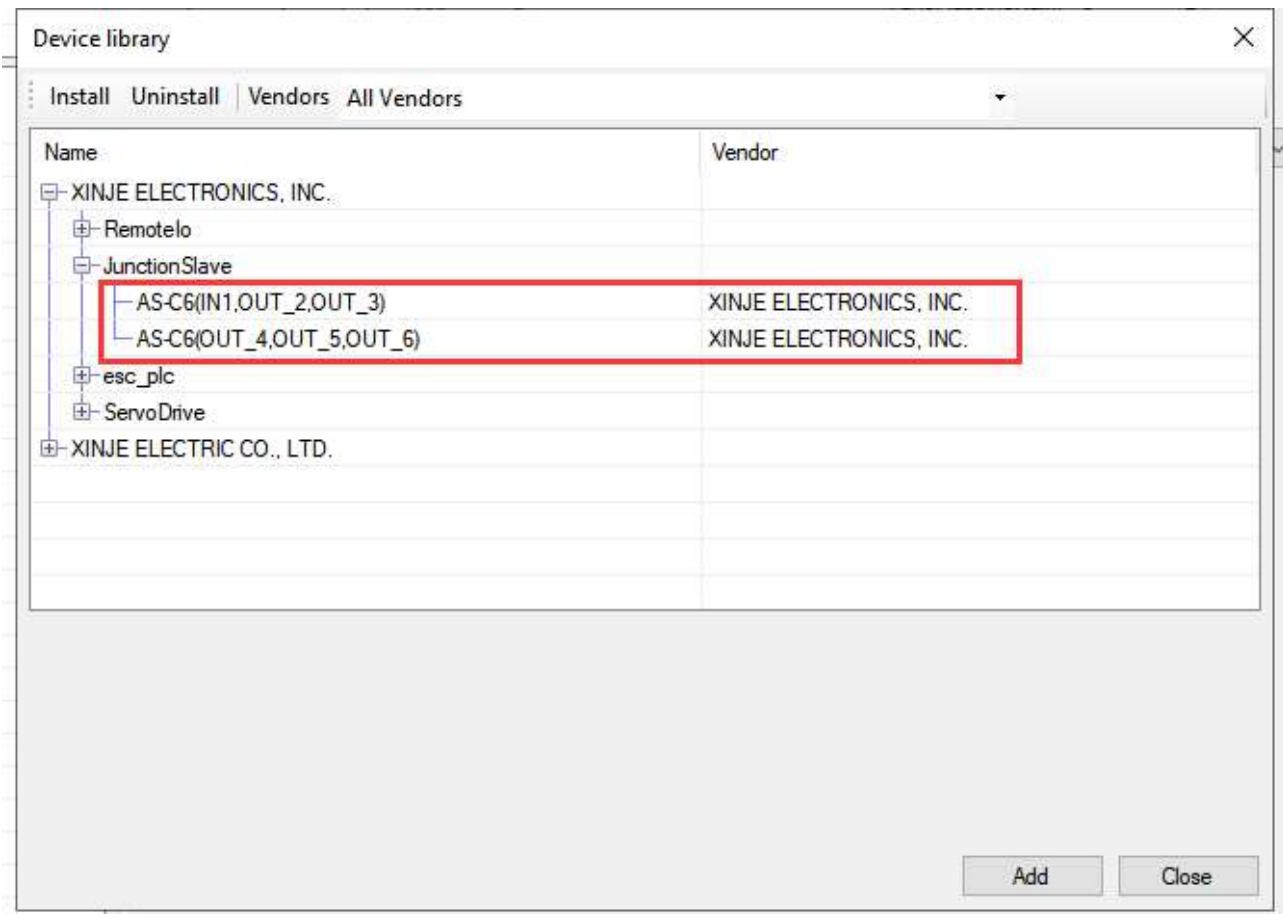 Device library
Install Uninstall Vendors All Vendors
Name Vendor
XINJE ELECTRONICS, INC.
RemoteIo
JunctionSlave
AS-C6(IN1,OUT_2,OUT_3) XINJE ELECTRONICS, INC.
AS-C6(OUT_4,OUT_5,OUT_6) XINJE ELECTRONICS, INC.
esc_plc
ServoDrive
XINJE ELECTRIC CO., LTD.
Add Close